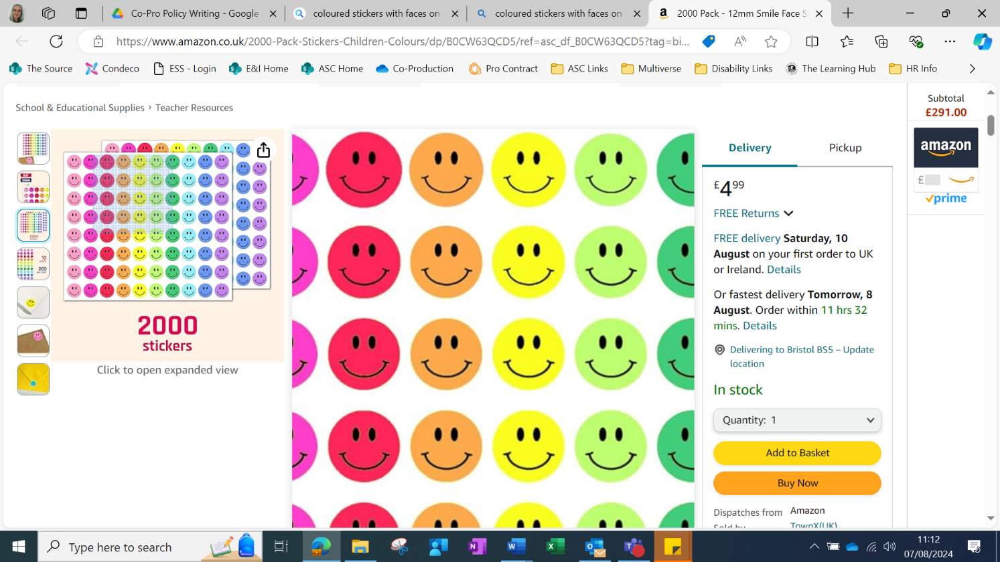 Co-Pro Policy Writing - Google
coloured stickers with faces on
coloured stickers with faces on
2000 Pack - 12mm Smile Face S
https://www.amazon.co.uk/2000-Pack-Stickers-Children-Colours/dp/B0CW63QCD5/ref=asc_df_B0CW63QCD5?tag=bi...
The Source
Condeco
ESS - Login
E&I Home
ASC Home
Co-Production
Pro Contract
ASC Links
Multiverse
Disability Links
The Learning Hub
HR Info
School & Educational Supplies › Teacher Resources
2000
stickers
Click to open expanded view
Delivery
Pickup
£4.99
FREE Returns
FREE delivery Saturday, 10
August on your first order to UK
or Ireland. Details
Or fastest delivery Tomorrow, 8
August. Order within 11 hrs 32
mins. Details
Delivering to Bristol BS5 – Update
location
In stock
Quantity: 1
Add to Basket
Buy Now
Dispatches from Amazon
Sold by TownX(UK)
Subtotal
£291.00
amazon
£
prime
Type here to search
11:12
07/08/2024